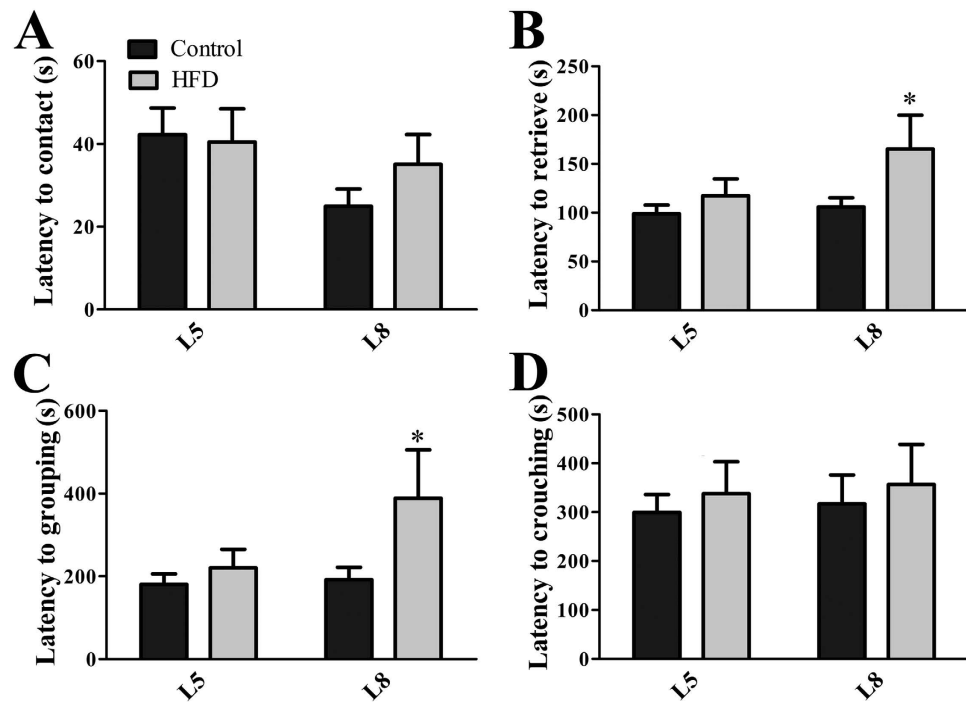 A
Control
HFD
Latency to contact (s)
60
40
20
0
L5
L8
B
Latency to retrieve (s)
250
200
150
100
50
0
*
L5
L8
C
Latency to grouping (s)
600
400
200
0
*
L5
L8
D
Latency to crouching (s)
500
400
300
200
100
0
L5
L8